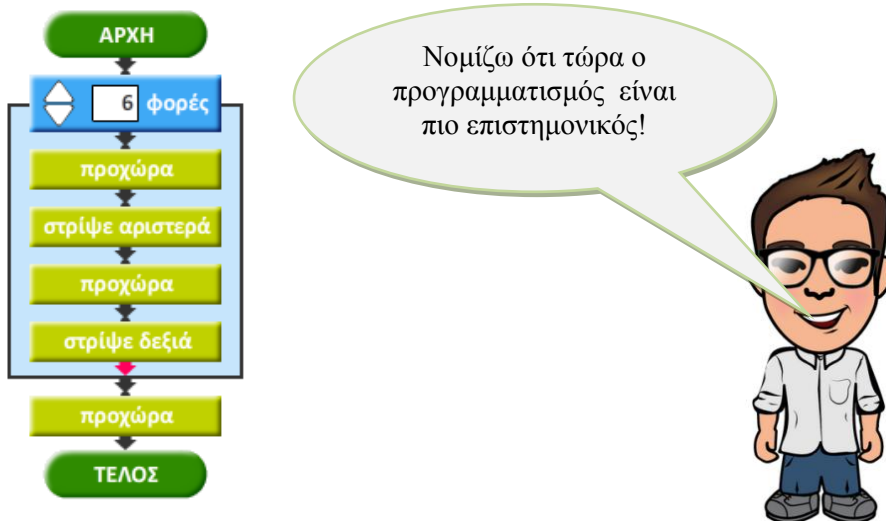 ΑΡΧΗ
6 φορές
προχώρα
στρίψε αριστερά
προχώρα
στρίψε δεξιά
προχώρα
ΤΕΛΟΣ
Νομίζω ότι τώρα ο
προγραμματισμός είναι
πιο επιστημονικός!